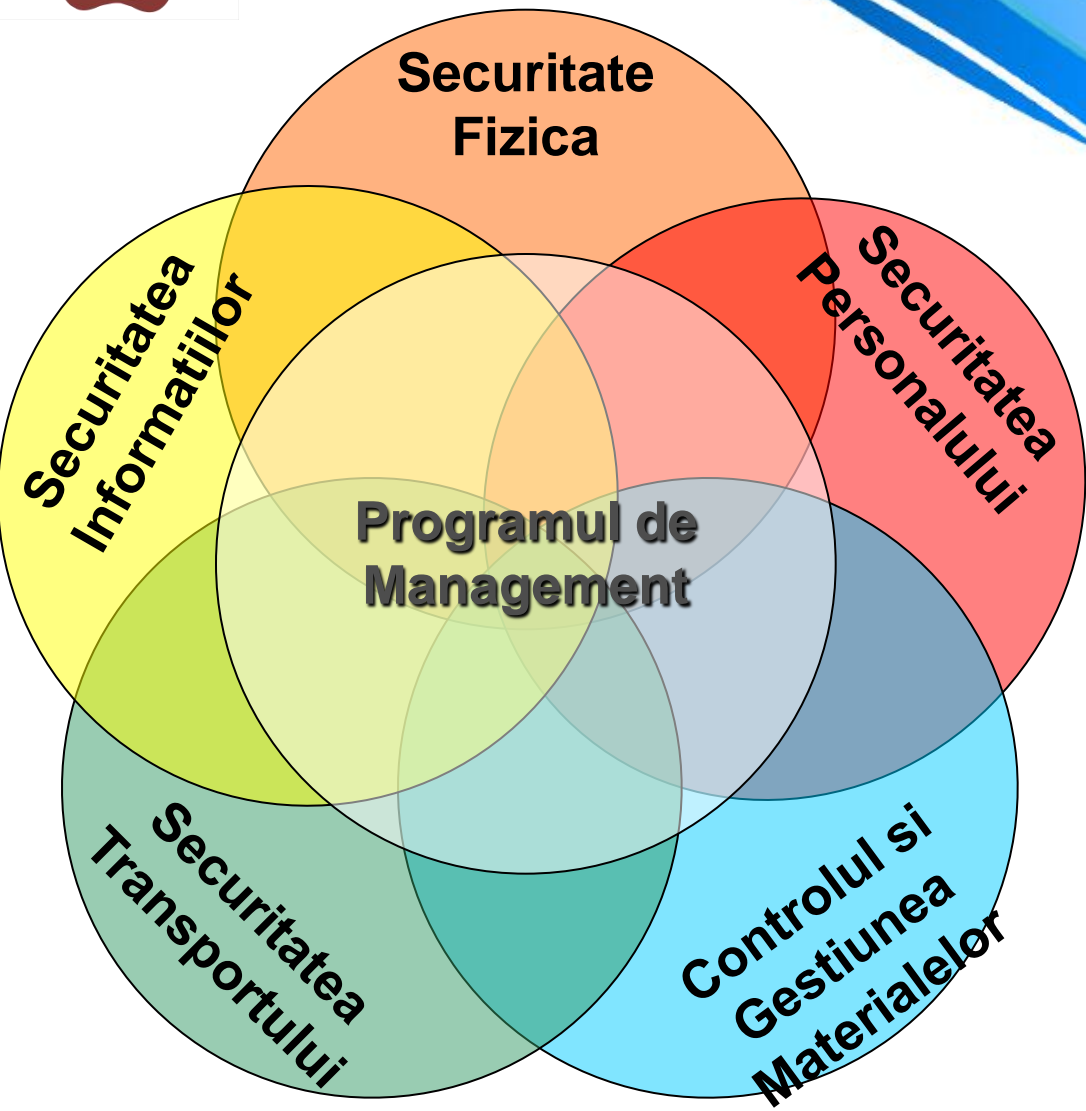 Securitate
Fizica
Securitatea
Informatiilor
Securitatea
Personalului
Programul de
Management
Securitatea
Transportului
Controlul si
Gestiunea
Materialelor